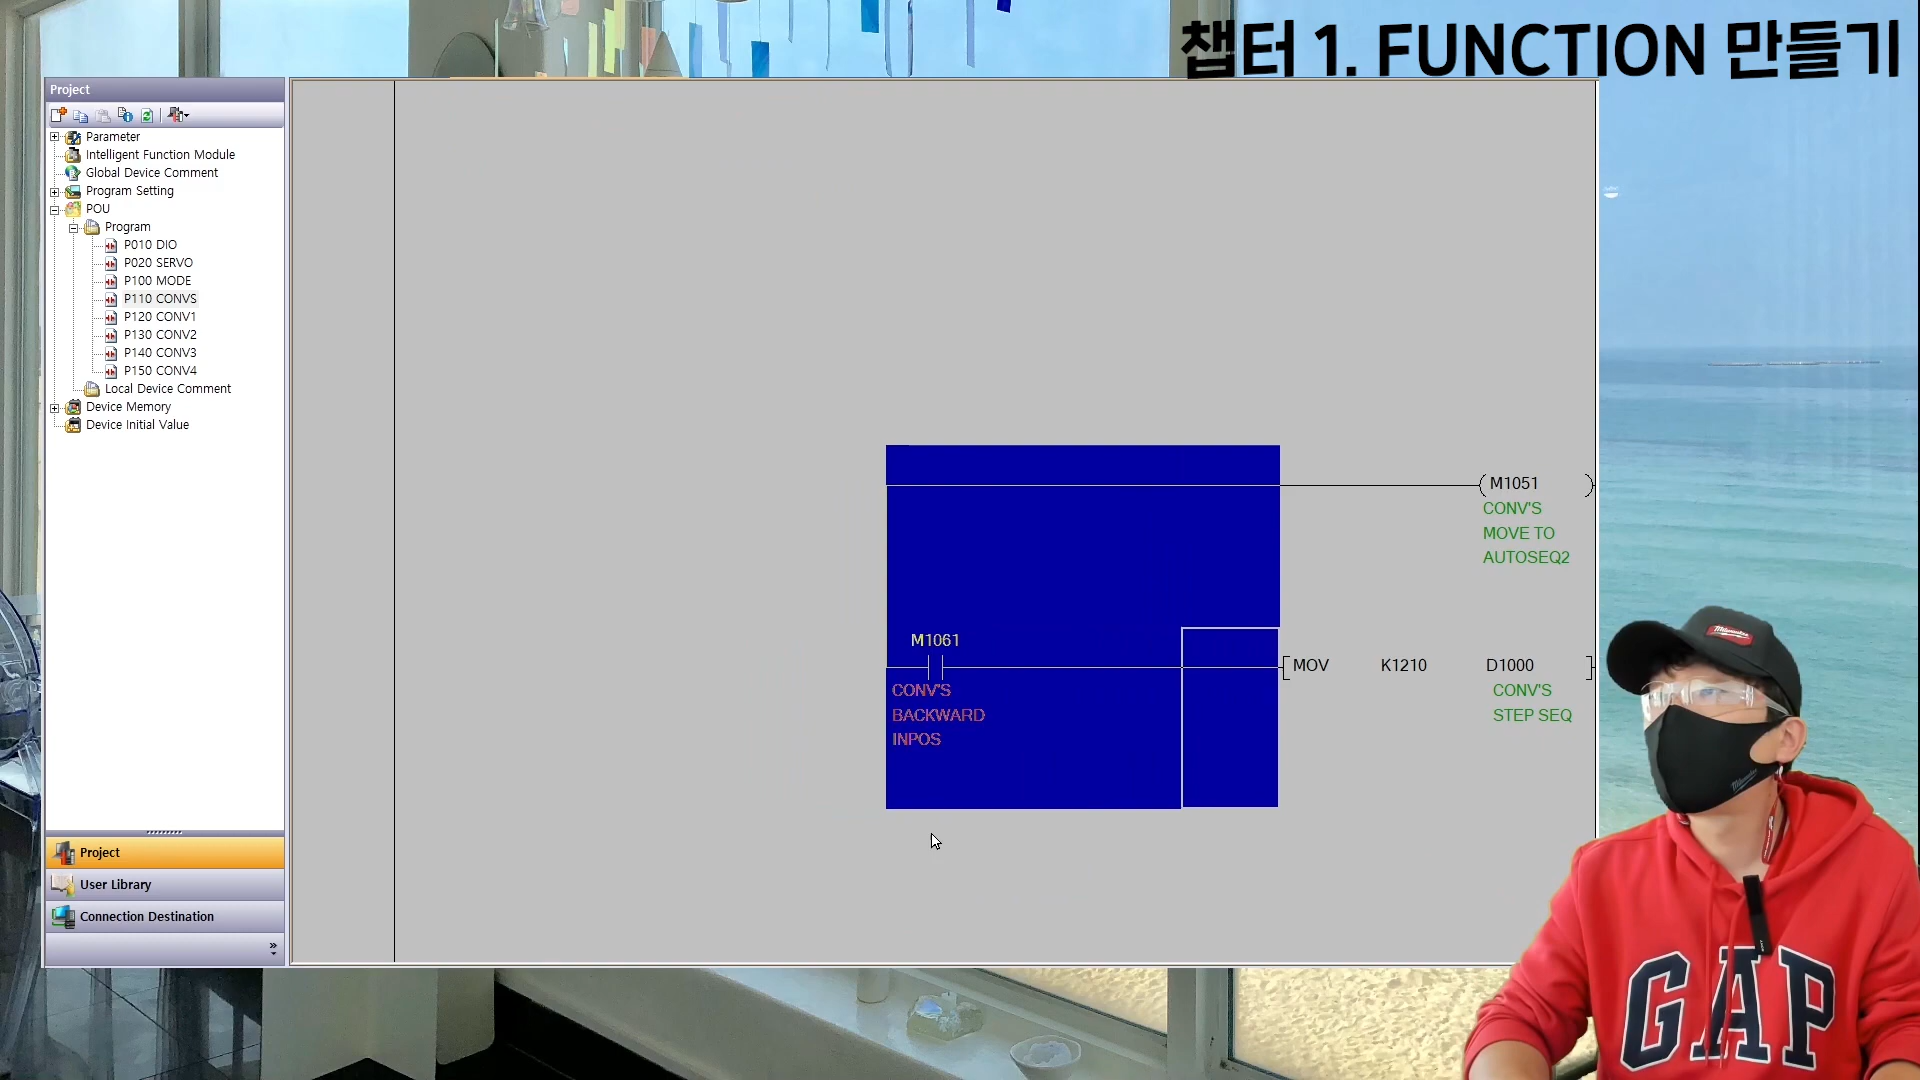 챕터 1. FUNCTION 만들기
Project
Parameter
Intelligent Function Module
Global Device Comment
Program Setting
POU
Program
P010 DIO
P020 SERVO
P100 MODE
P110 CONVS
P120 CONV1
P130 CONV2
P140 CONV3
P150 CONV4
Local Device Comment
Device Memory
Device Initial Value
Project
User Library
Connection Destination
M1051
CONV'S
MOVE TO
AUTOSEQ2
M1061
CONV'S
BACKWARD
INPOS
MOV K1210 D1000
CONV'S
STEP SEQ
Milwaukee
GAP